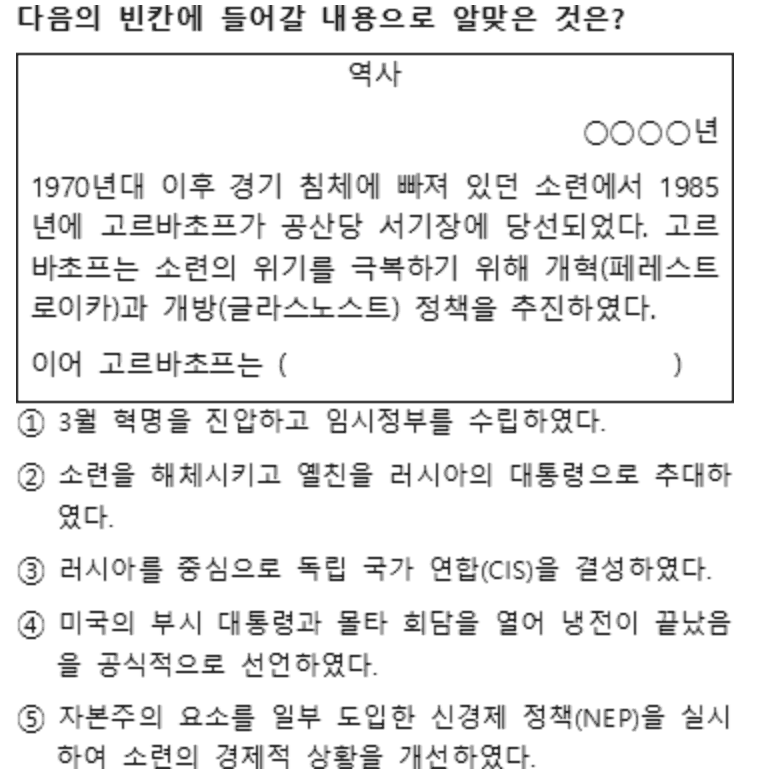 다음의 빈칸에 들어갈 내용으로 알맞은 것은?
역사
○○○○년
1970년대 이후 경기 침체에 빠져 있던 소련에서 1985
년에 고르바초프가 공산당 서기장에 당선되었다. 고르
바초프는 소련의 위기를 극복하기 위해 개혁(페레스트
로이카)과 개방(글라스노스트) 정책을 추진하였다.
이어 고르바초프는 ( )
① 3월 혁명을 진압하고 임시정부를 수립하였다.
② 소련을 해체시키고 옐친을 러시아의 대통령으로 추대하
였다.
③ 러시아를 중심으로 독립 국가 연합(CIS)을 결성하였다.
④ 미국의 부시 대통령과 몰타 회담을 열어 냉전이 끝났음
을 공식적으로 선언하였다.
⑤ 자본주의 요소를 일부 도입한 신경제 정책(NEP)을 실시
하여 소련의 경제적 상황을 개선하였다.